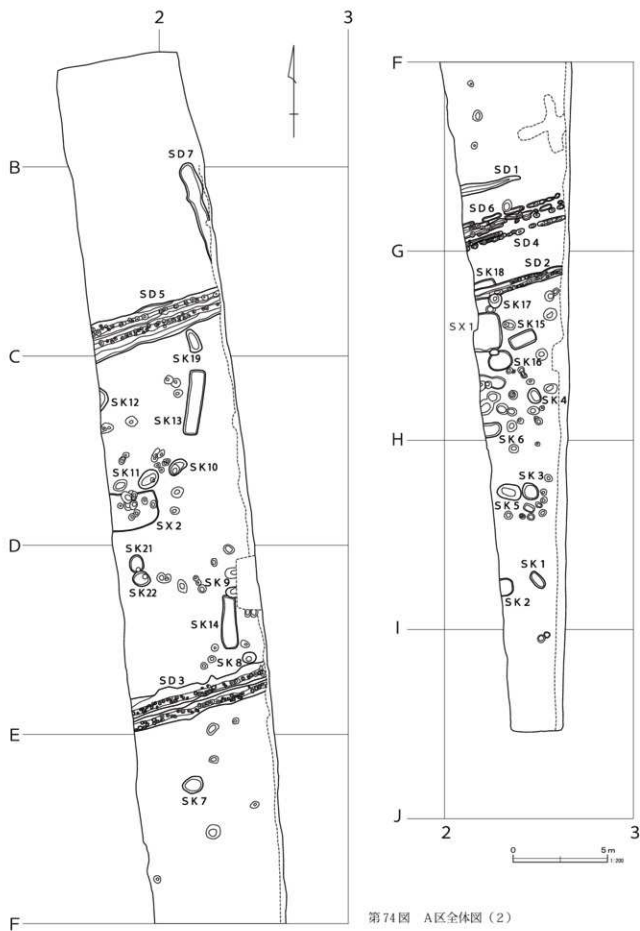 2 3
B
SD7
SD5
C
SK19
SK12
SK13
SK11
SK10
SX2
D
SK21
SK22
SK9
SK14
SK8
SD3
E
SK7
F
F
SD1
SD6
G
SD4
SD2
SK18
SK17
SX1
SK15
SK16
SK4
H
SK6
SK3
SK5
SK1
SK2
I
J
2 3
0 5m
1:200
第74図 A区全体図(2)